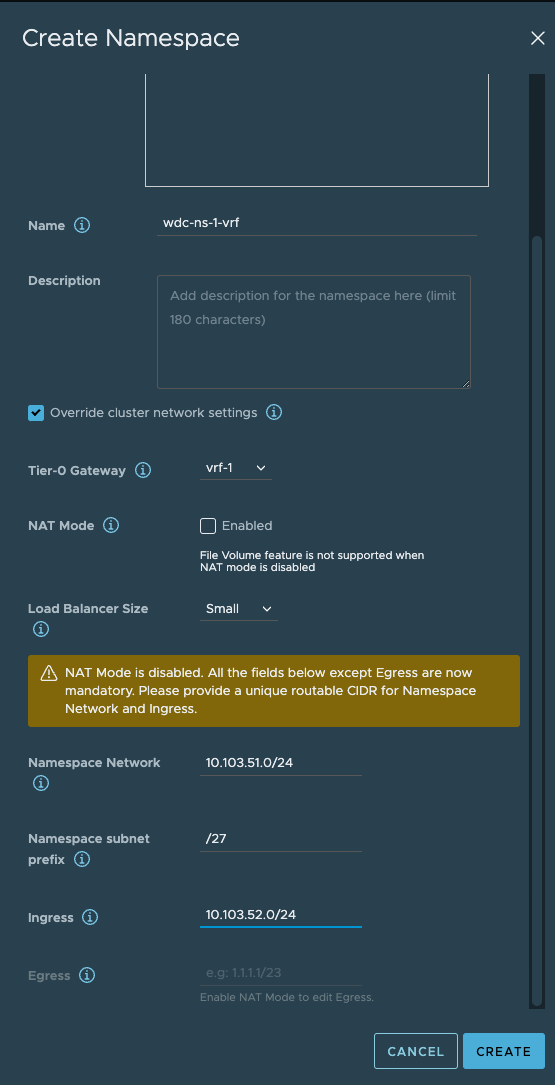 Create Namespace
Name
wdc-ns-1-vrf
Description
Add description for the namespace here (limit
180 characters)
Override cluster network settings
Tier-0 Gateway
vrf-1
NAT Mode
Enabled
File Volume feature is not supported when
NAT mode is disabled
Load Balancer Size
Small
NAT Mode is disabled. All the fields below except Egress are now
mandatory. Please provide a unique routable CIDR for Namespace
Network and Ingress.
Namespace Network
10.103.51.0/24
Namespace subnet
prefix
/27
Ingress
10.103.52.0/24
Egress
e.g: 1.1.1.1/23
Enable NAT Mode to edit Egress.
CANCEL
CREATE